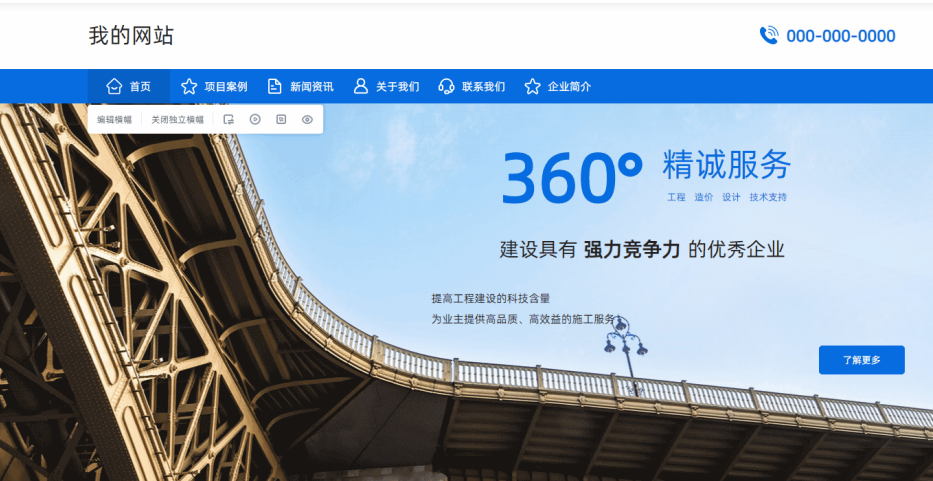 我的网站
000-000-0000
首页 项目案例 新闻资讯 关于我们 联系我们 企业简介
编辑横幅 关闭独立横幅
360° 精诚服务
工程 造价 设计 技术支持
建设具有 强力竞争力 的优秀企业
提高工程建设的科技含量
为业主提供高品质、高效益的施工服务。
了解更多